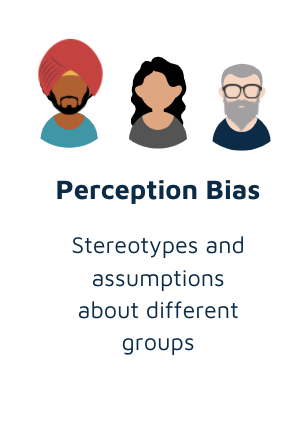 Perception Bias
Stereotypes and
assumptions
about different
groups